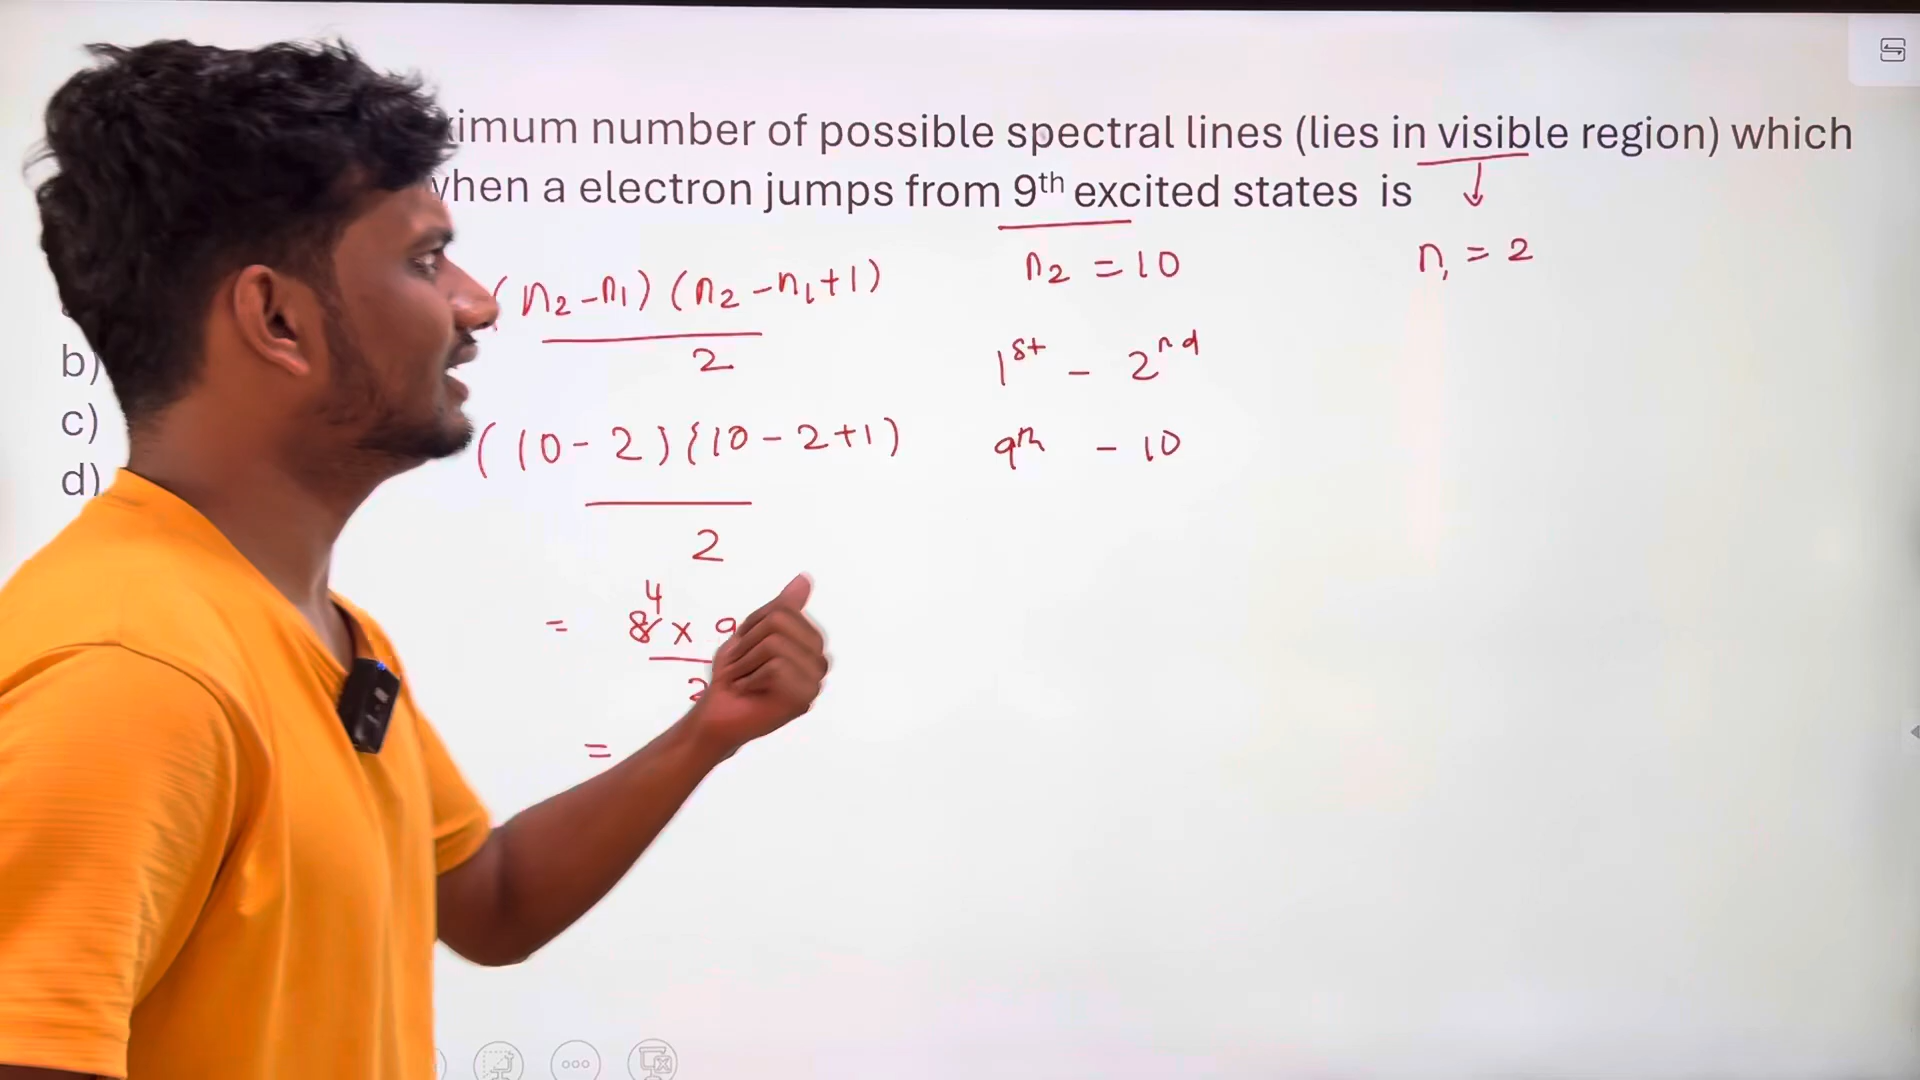 ximum number of possible spectral lines (lies in visible region) which
when a electron jumps from 9th excited states is
n2 = 10
n1 = 2
(n2-n1) (n2-n1+1)
2
1st - 2nd
b)
c)
(10-2)(10-2+1)
9th - 10
d)
2
4
= 8 x 9
2
=